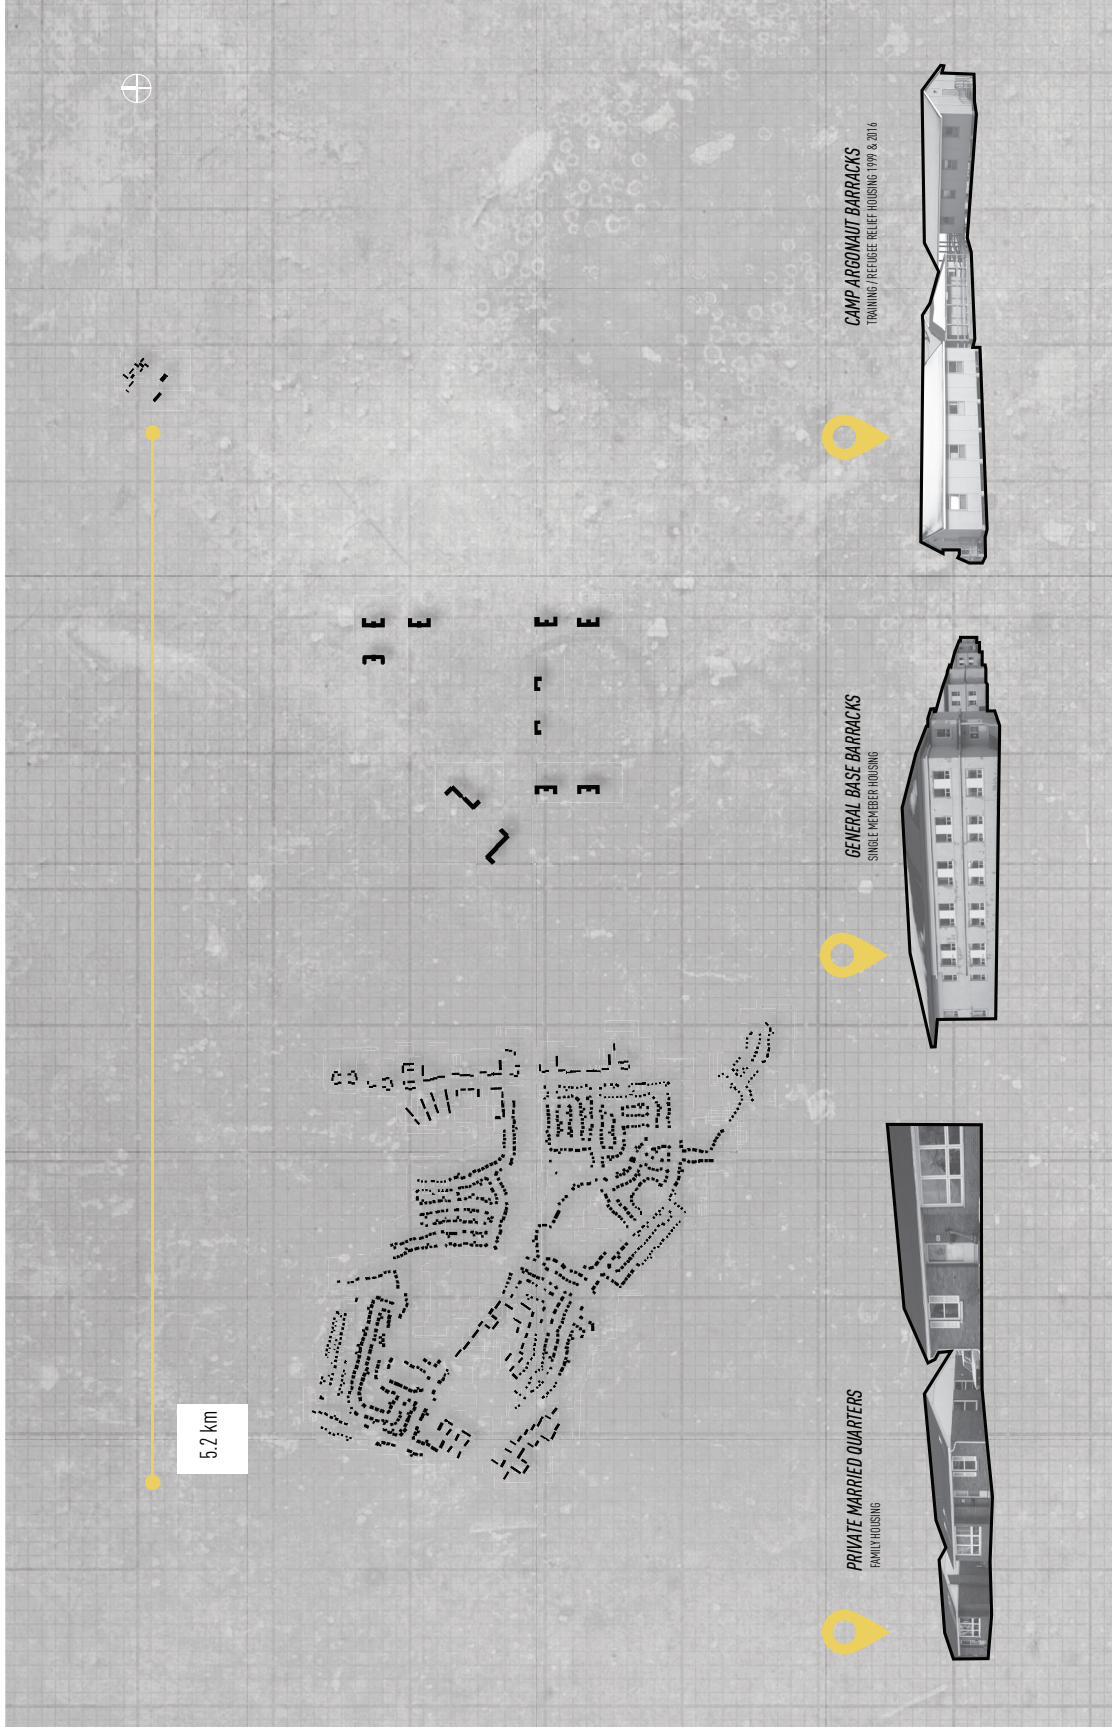 5.2 km
PRIVATE MARRIED QUARTERS
FAMILY HOUSING
GENERAL BASE BARRACKS
SINGLE MEMEBER HOUSING
CAMP ARGONAUT BARRACKS
TRAINING / REFUGEE RELIEF HOUSING 1999 & 2016